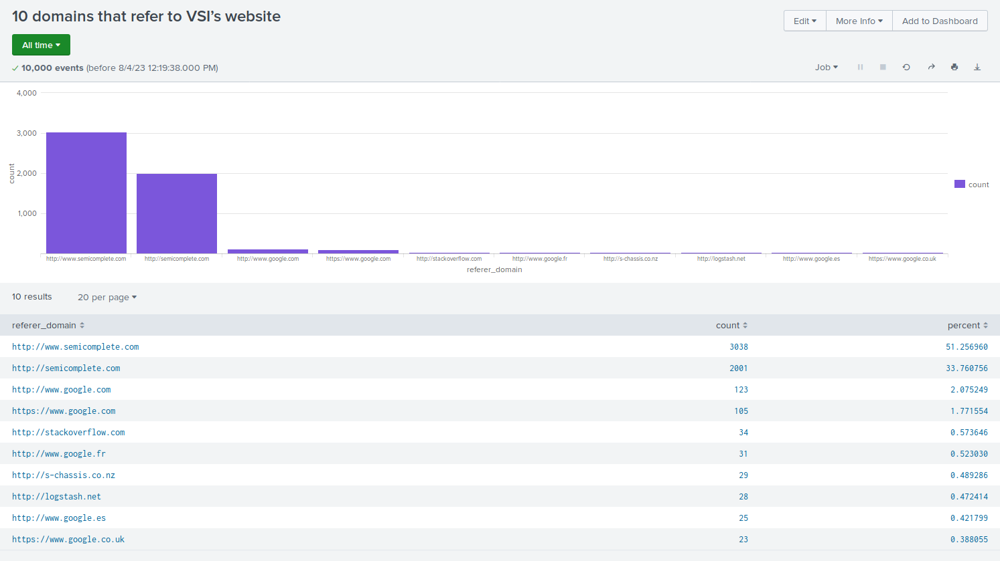 10 domains that refer to VSI’s website
Edit More Info Add to Dashboard
All time
10,000 events (before 8/4/23 12:19:38.000 PM)
Job
4,000
3,000
2,000
1,000
count
http://www.semicomplete.com http://semicomplete.com http://www.google.com https://www.google.com http://stackoverflow.com http://www.google.fr http://s-chassis.co.nz http://logstash.net http://www.google.es https://www.google.co.uk
referer_domain
count
10 results 20 per page
referer_domain count percent
http://www.semicomplete.com 3038 51.256960
http://semicomplete.com 2001 33.760756
http://www.google.com 123 2.075249
https://www.google.com 105 1.771554
http://stackoverflow.com 34 0.573646
http://www.google.fr 31 0.523030
http://s-chassis.co.nz 29 0.489286
http://logstash.net 28 0.472414
http://www.google.es 25 0.421799
https://www.google.co.uk 23 0.388055